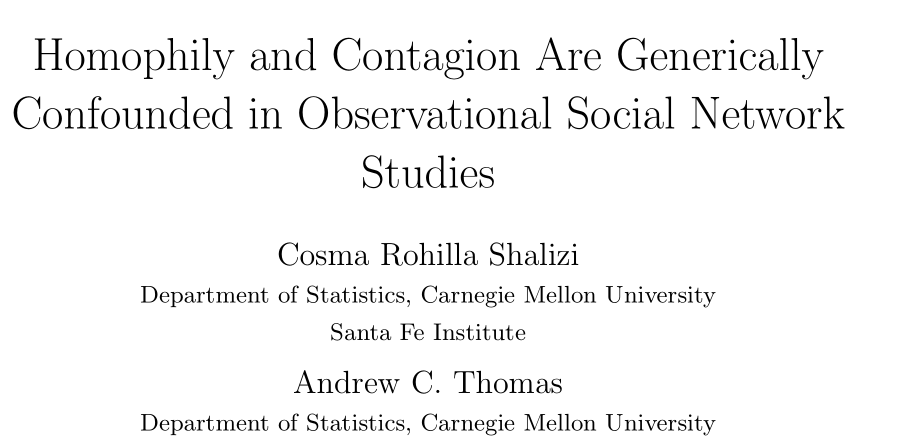 Homophily and Contagion Are Generically
Confounded in Observational Social Network
Studies
Cosma Rohilla Shalizi
Department of Statistics, Carnegie Mellon University
Santa Fe Institute
Andrew C. Thomas
Department of Statistics, Carnegie Mellon University